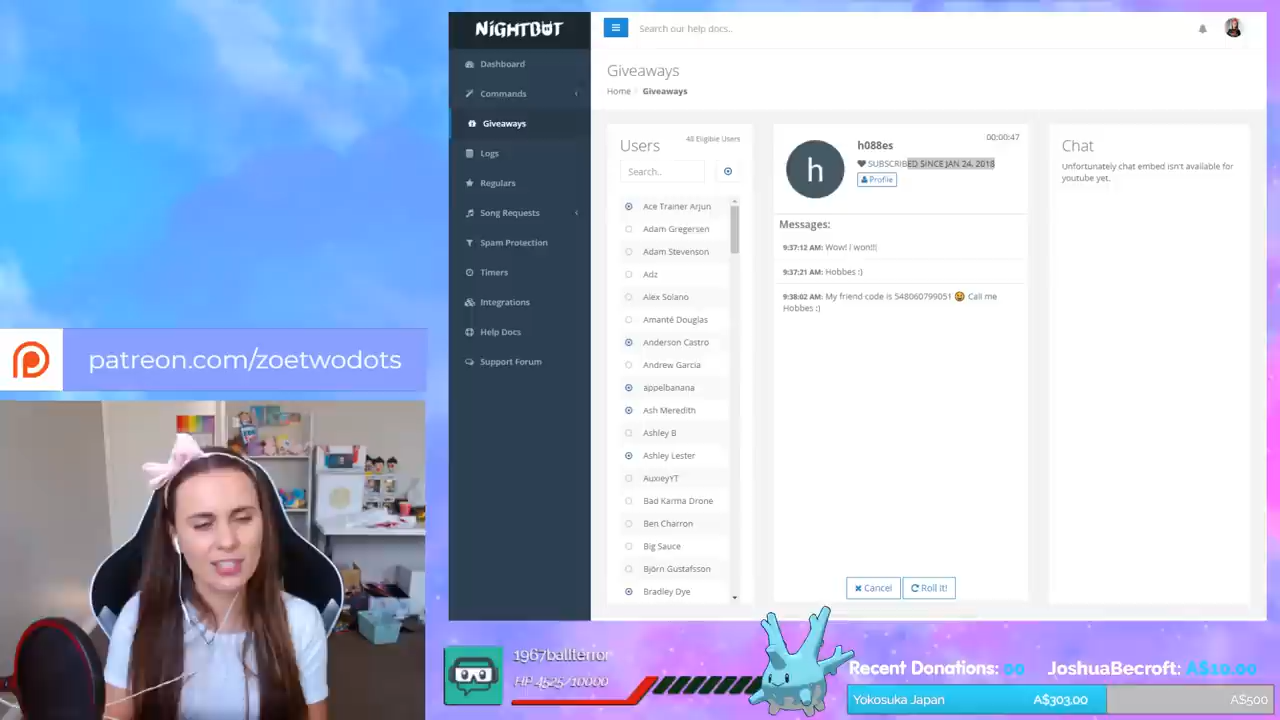 NIGHTBOT
Search our help docs..
Dashboard
Commands
Giveaways
Logs
Regulars
Song Requests
Spam Protection
Timers
Integrations
Help Docs
Support Forum
Giveaways
Home / Giveaways
Users
48 Eligible Users
Search..
Ace Trainer Arjun
Adam Gregersen
Adam Stevenson
Adz
Alex Solano
Amanté Douglas
Anderson Castro
Andrew Garcia
appelbanana
Ash Meredith
Ashley B
Ashley Lester
AuxieyYT
Bad Karma Drone
Ben Charron
Big Sauce
Björn Gustafsson
Bradley Dye
h
h088es
00:00:47
SUBSCRIBED SINCE JAN 24, 2018
Profile
Messages:
9:37:12 AM: Wow! I won!!!
9:37:21 AM: Hobbes :)
9:38:02 AM: My friend code is 548060799051 Call me
Hobbes :)
Cancel
Roll it!
Chat
Unfortunately chat embed isn't available for
youtube yet.
patreon.com/zoetwodots
1967ballterror
HP 4525/10000
Recent Donations: 00 JoshuaBecroft: A$10.00
Yokosuka Japan A$303.00 A$500